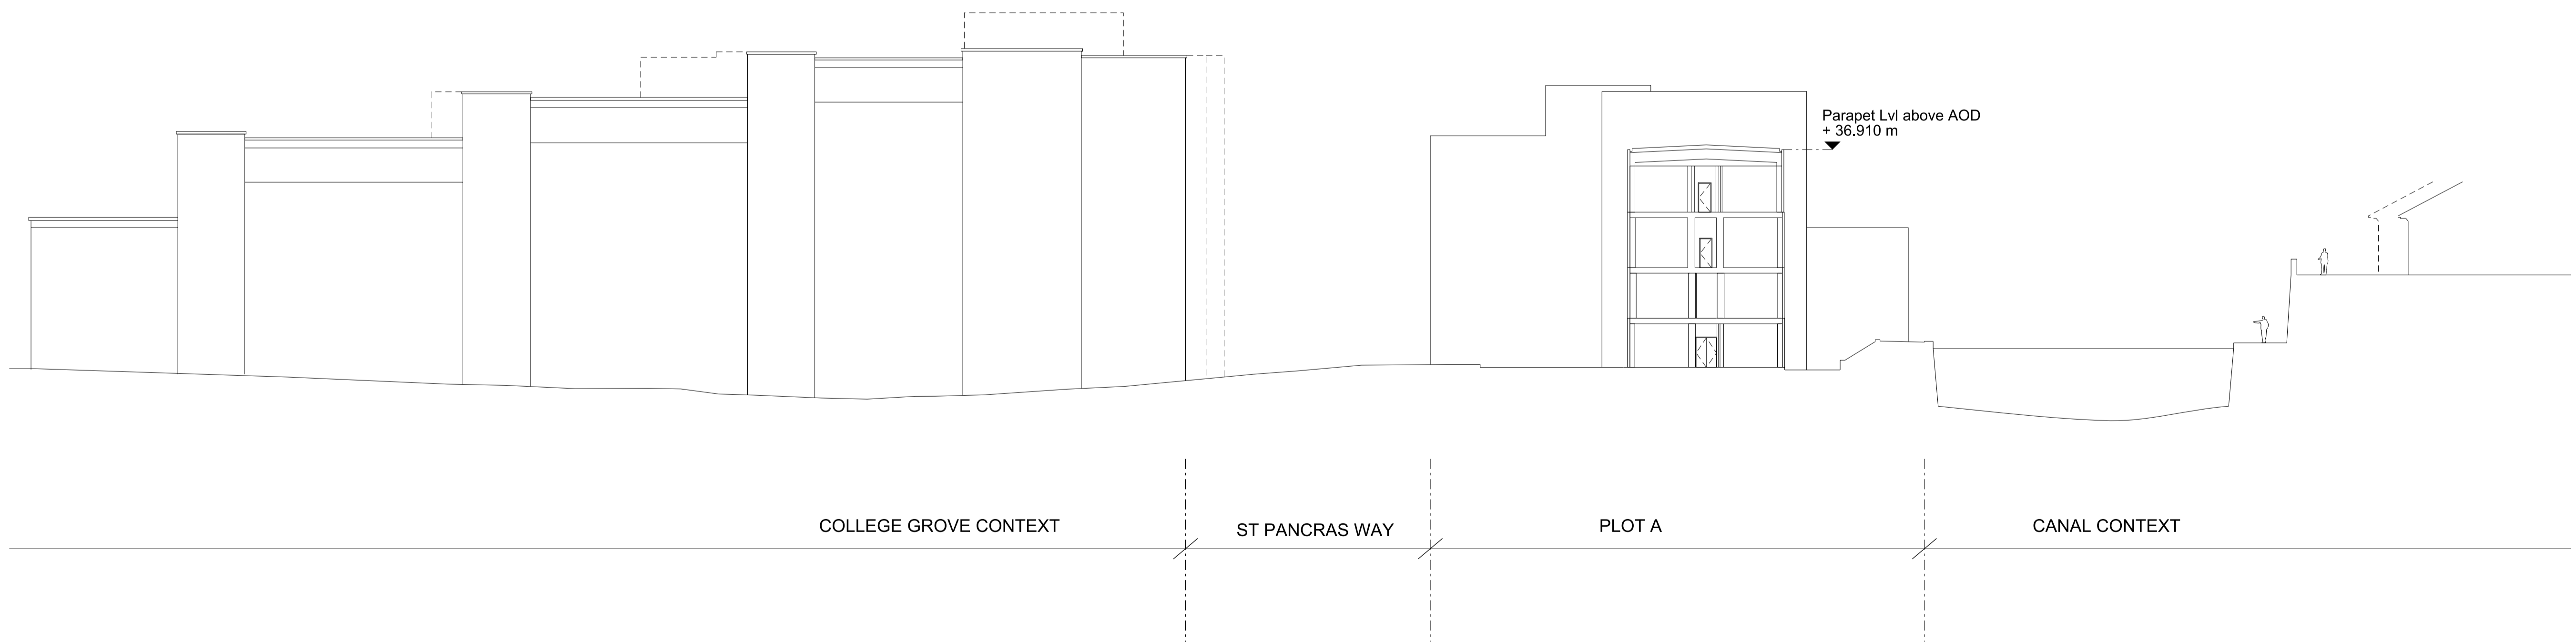 Parapet Lvl above AOD
+ 36.910 m
COLLEGE GROVE CONTEXT
ST PANCRAS WAY
PLOT A
CANAL CONTEXT